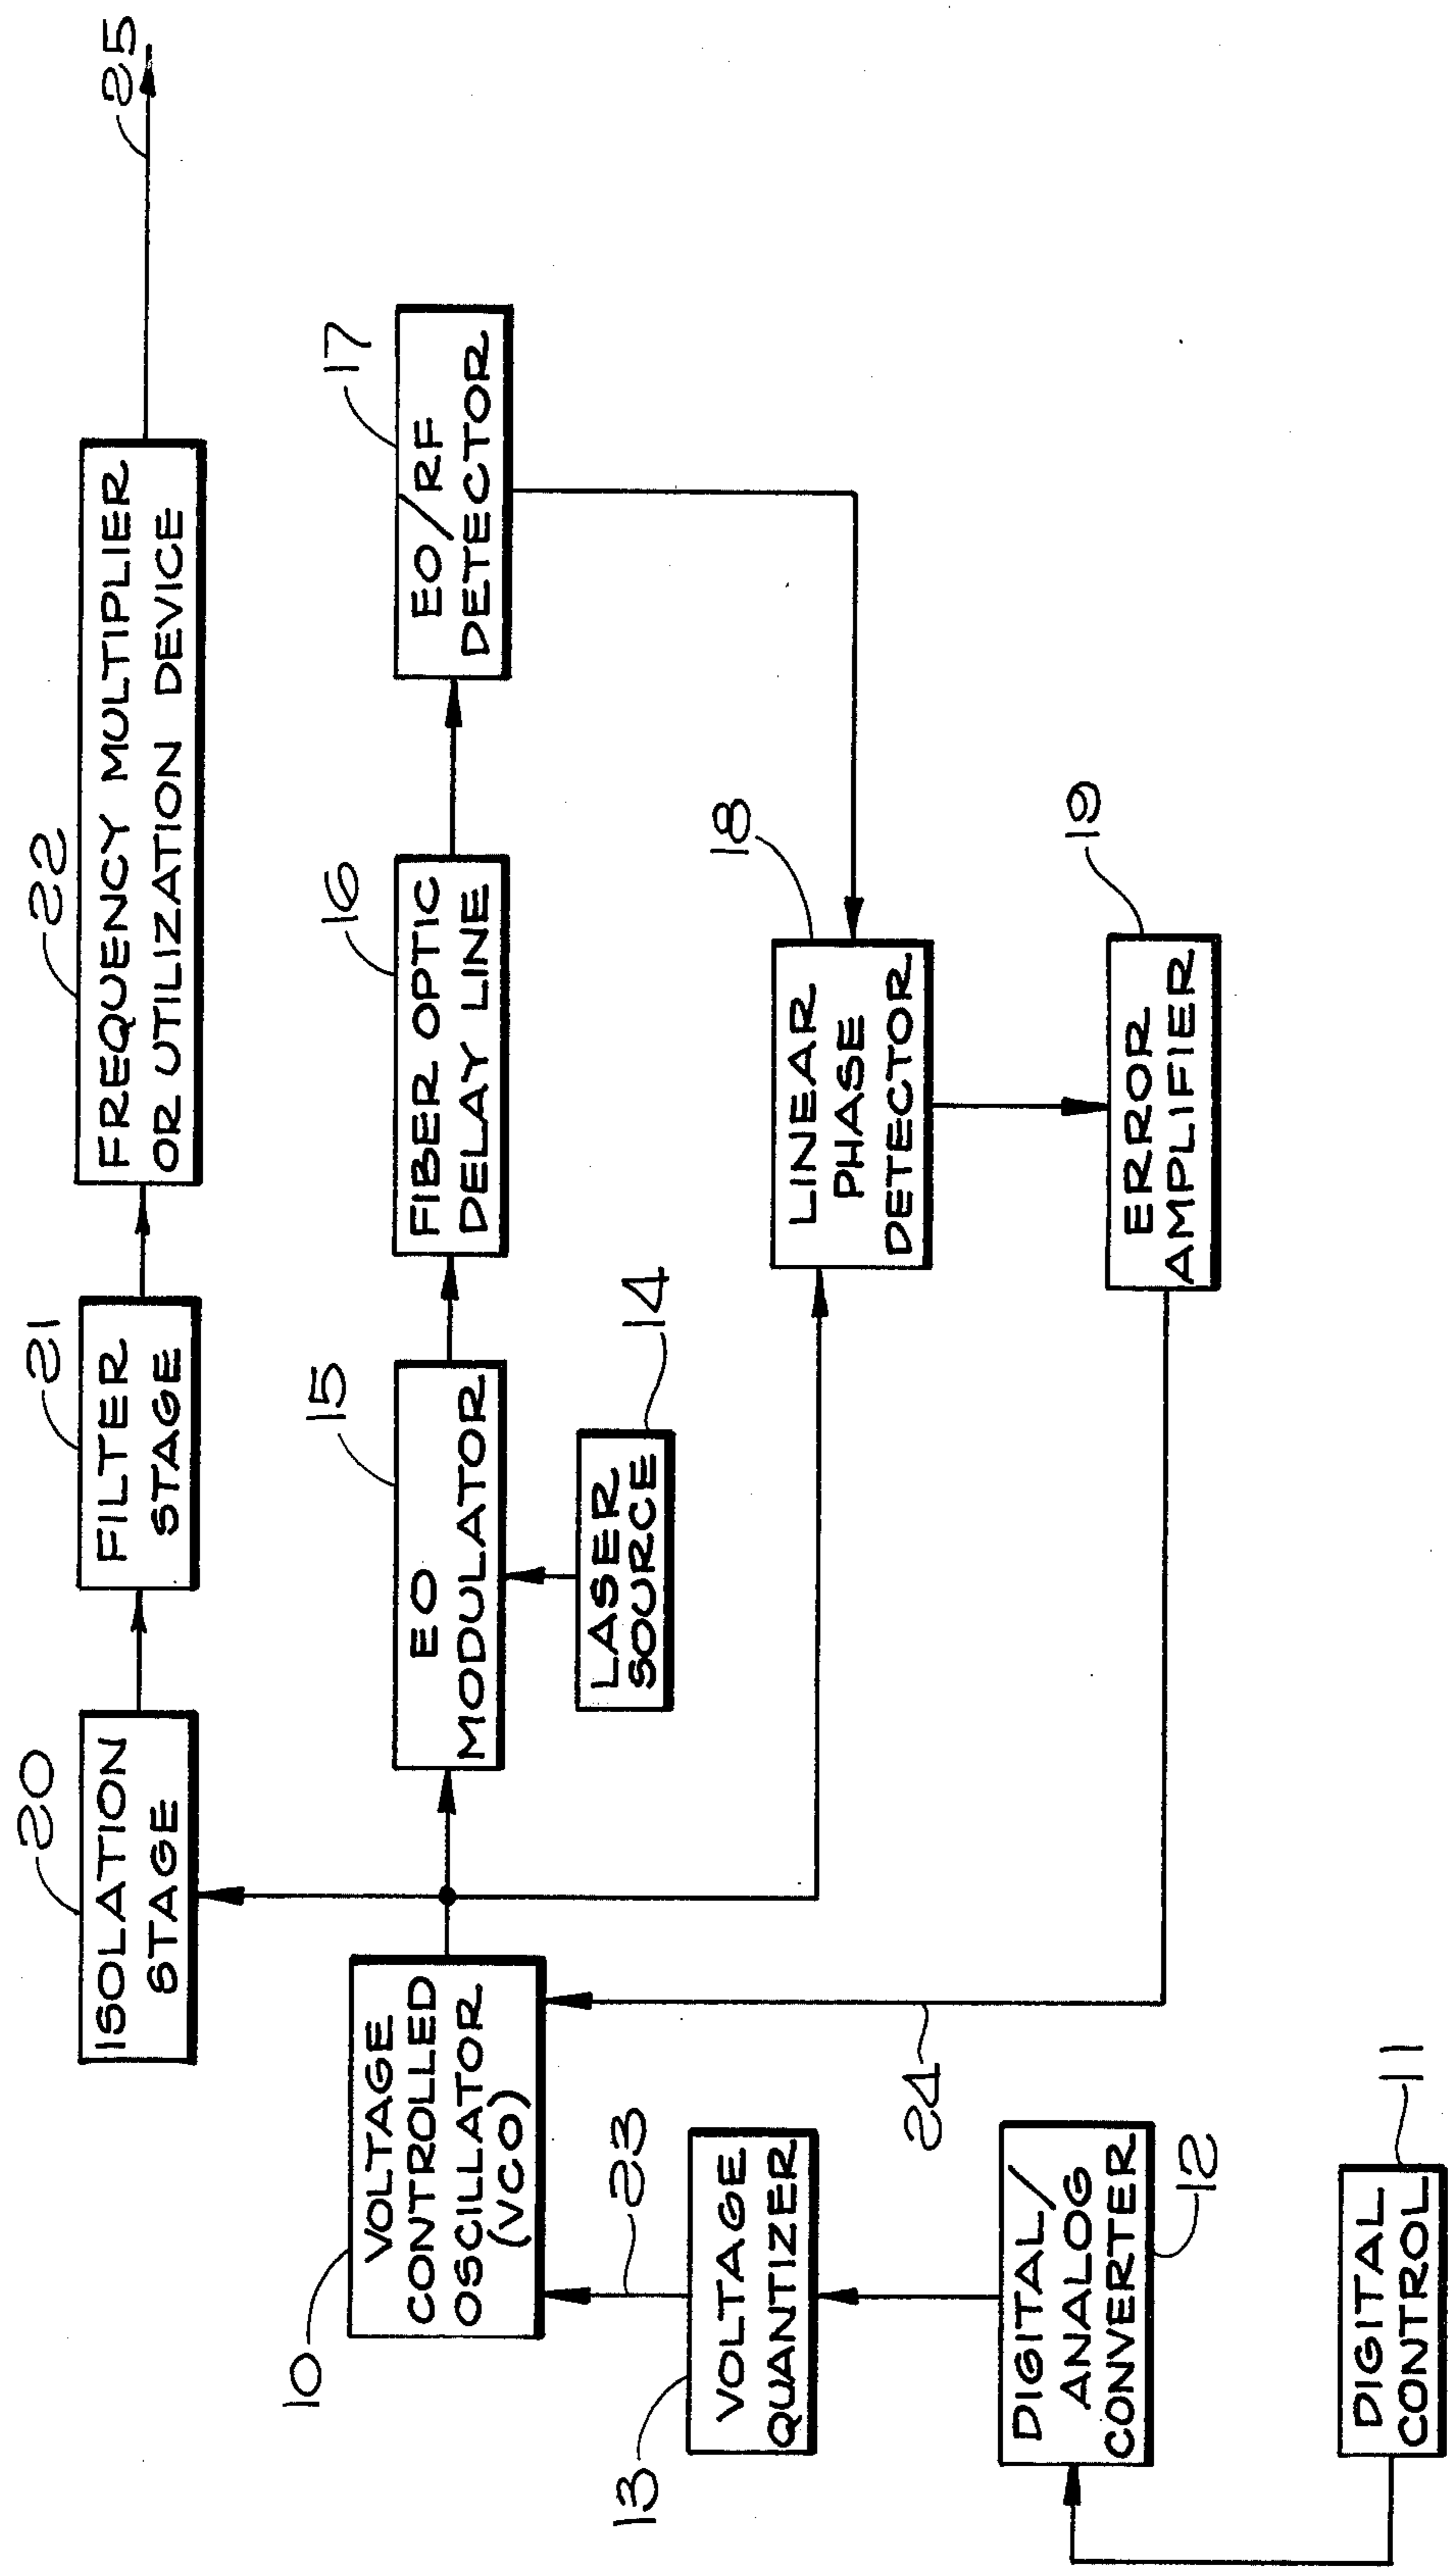 25
22
FREQUENCY MULTIPLIER
OR UTILIZATION DEVICE
21
FILTER
STAGE
20
ISOLATION
STAGE
17
EO/RF
DETECTOR
16
FIBER OPTIC
DELAY LINE
15
EO
MODULATOR
14
LASER
SOURCE
10
VOLTAGE
CONTROLLED
OSCILLATOR
(VCO)
18
LINEAR
PHASE
DETECTOR
19
ERROR
AMPLIFIER
23
24
13
VOLTAGE
QUANTIZER
12
DIGITAL/
ANALOG
CONVERTER
11
DIGITAL
CONTROL